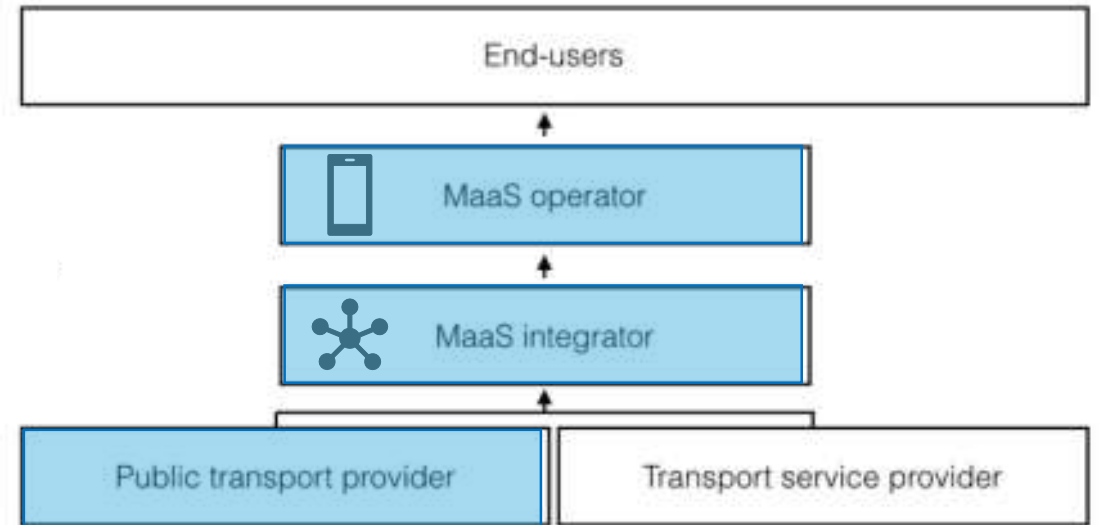 End-users
MaaS operator
MaaS integrator
Public transport provider
Transport service provider